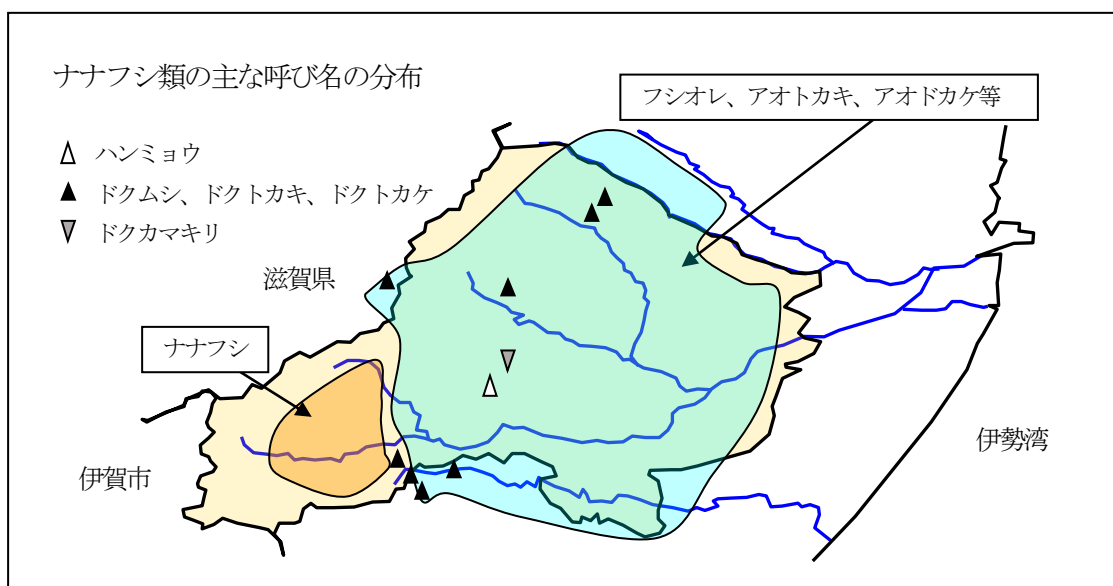 ナナフシ類の主な呼び名の分布
フシオレ、アオトカキ、アオドカケ等
ハンミョウ
ドクムシ、ドクトカキ、ドクトカケ
ドクカマキリ
滋賀県
ナナフシ
伊勢湾
伊賀市